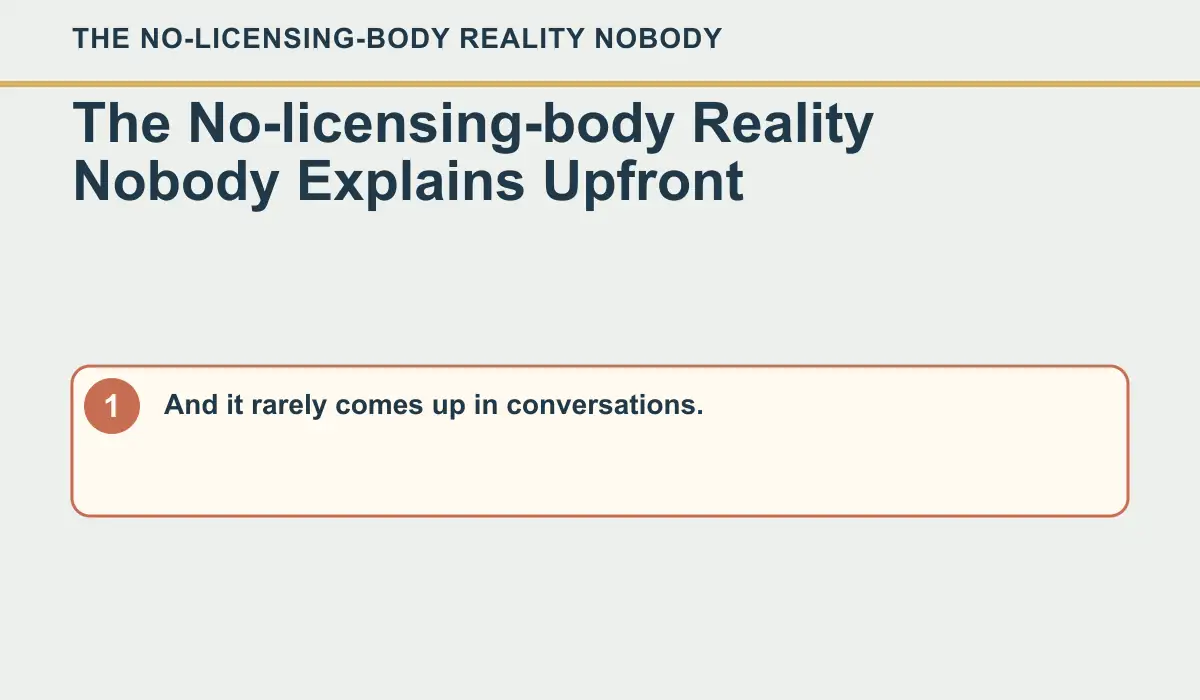 THE NO-LICENSING-BODY REALITY NOBODY
The No-licensing-body Reality
Nobody Explains Upfront
1 And it rarely comes up in conversations.